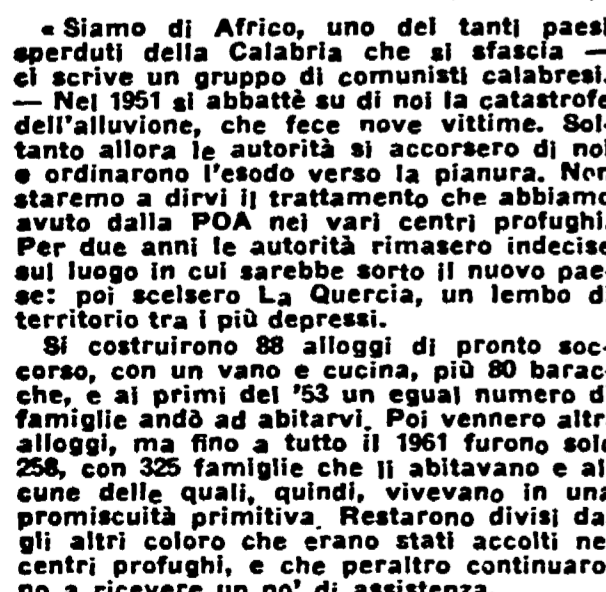 « Siamo di Africo, uno dei tanti paesi
sperduti della Calabria che si sfascia —
ci scrive un gruppo di comunisti calabresi.
— Nel 1951 si abbattè su di noi la catastrofe
dell'alluvione, che fece nove vittime. Sol-
tanto allora le autorità si accorsero di noi
e ordinarono l'esodo verso la pianura. Non
staremo a dirvi il trattamento che abbiamo
avuto dalla POA nei vari centri profughi.
Per due anni le autorità rimasero indecise
sul luogo in cui sarebbe sorto il nuovo pae-
se: poi scelsero La Quercia, un lembo di
territorio tra i più depressi.
Si costruirono 88 alloggi di pronto soc-
corso, con un vano e cucina, più 80 barac-
che, e ai primi del '53 un egual numero di
famiglie andò ad abitarvi. Poi vennero altri
alloggi, ma fino a tutto il 1961 furono solo
258, con 325 famiglie che li abitavano e al-
cune delle quali, quindi, vivevano in una
promiscuità primitiva. Restarono divisi da-
gli altri coloro che erano stati accolti nei
centri profughi, e che peraltro continuaro-
no a ricevere un po' di assistenza.